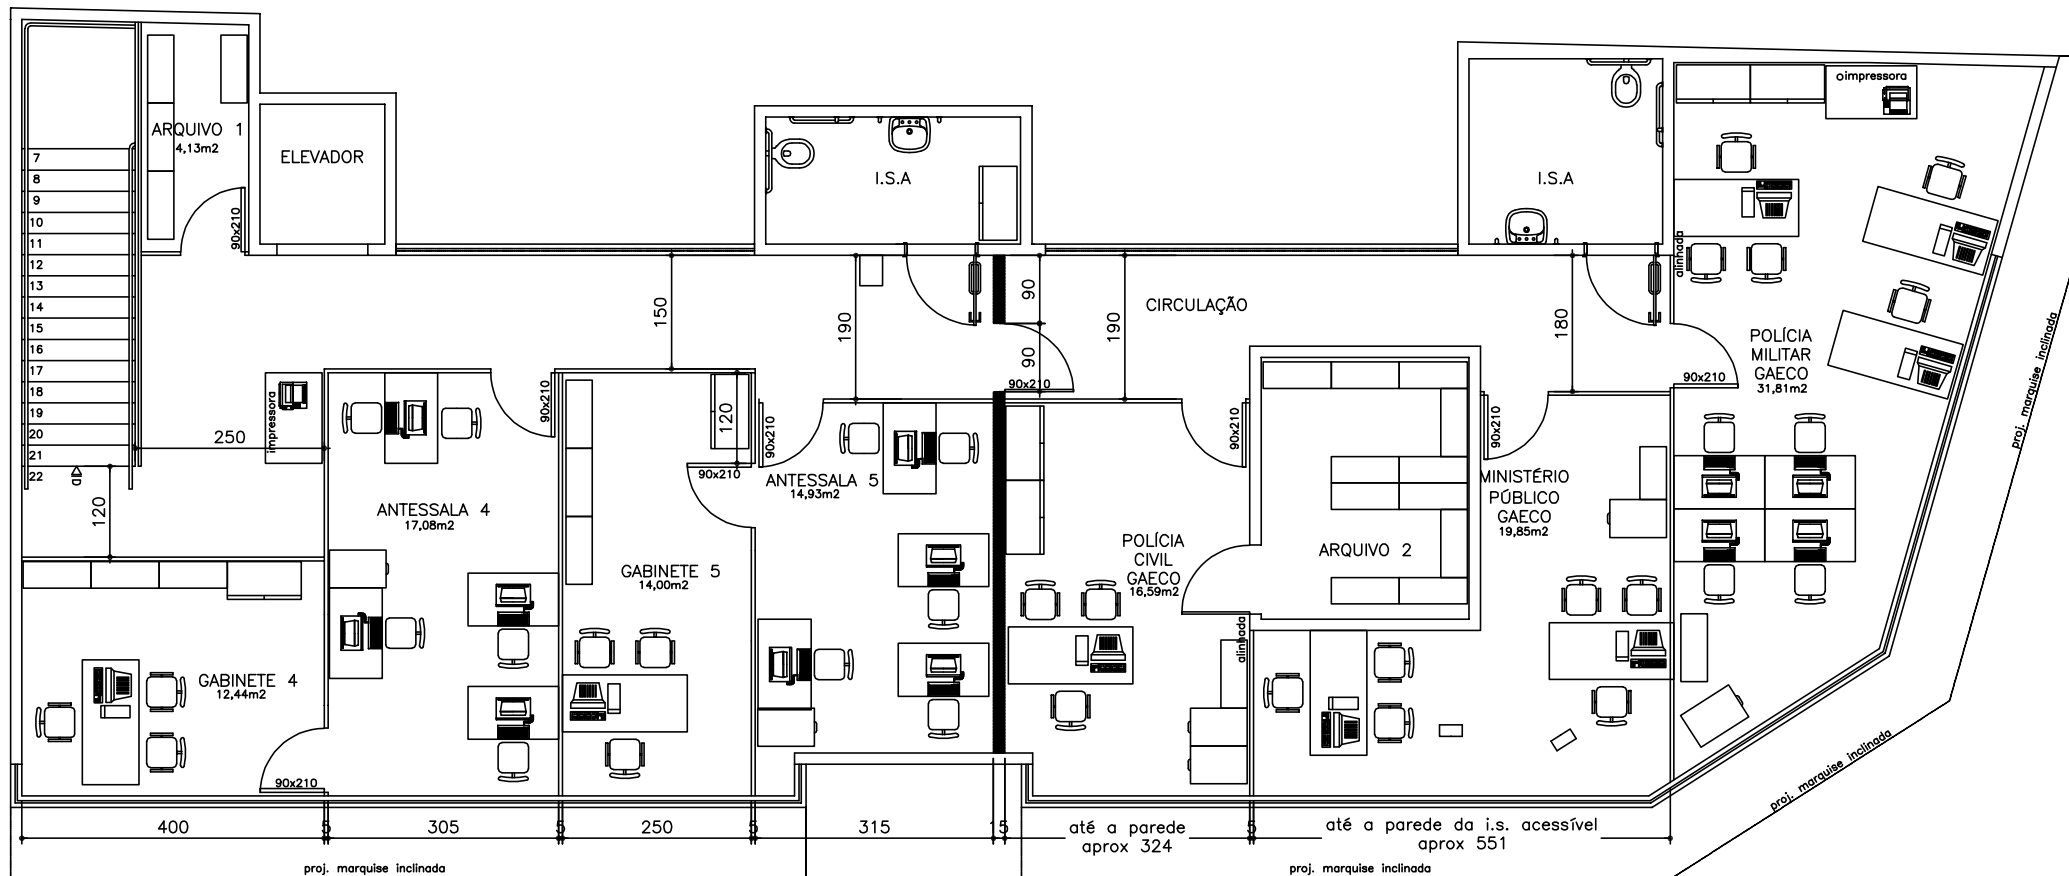 ARQUIVO 1
4,13m2
ELEVADOR
90x210
7
8
9
10
11
12
13
14
15
16
17
18
19
20
21
22
250
120
impressora
I.S.A
150
190
90
90
90x210
190
CIRCULAÇÃO
180
I.S.A
impressora
alinhada
POLÍCIA
MILITAR
GAECO
31,81m2
90x210
proj. marquise inclinada
proj. marquise inclinada
ANTESSALA 4
17,08m2
90x210
120
90x210
90x210
GABINETE 5
14,00m2
ANTESSALA 5
14,93m2
90x210
POLÍCIA
CIVIL
GAECO
16,59m2
alinhada
ARQUIVO 2
90x210
MINISTÉRIO
PÚBLICO
GAECO
19,85m2
GABINETE 4
12,44m2
90x210
proj. marquise inclinada
400
5
305
5
250
5
315
15
até a parede
aprox 324
5
até a parede da i.s. acessível
aprox 551
proj. marquise inclinada
proj. marquise inclinada